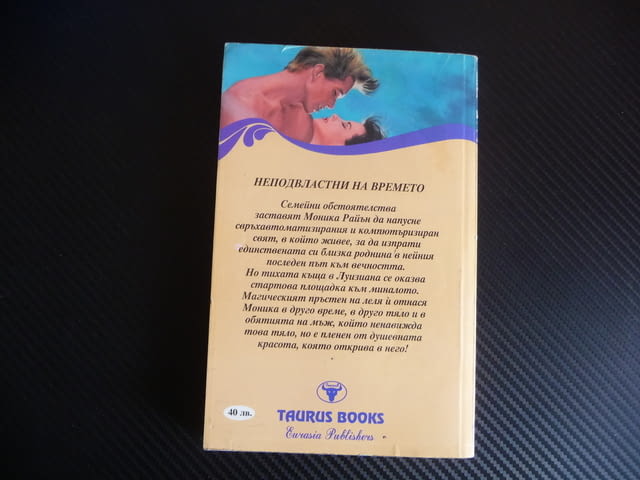 НЕПОДВЛАСТНИ НА ВРЕМЕТО
Семейни обстоятелства
заставят Моника Райън да напусне
свръхавтоматизирания и компютъризиран
свят, в който живее, за да изпрати
единствената си близка роднина в нейния
последен път към вечността.
Но тихата къща в Луизиана се оказва
стартова площадка към миналото.
Магическият пръстен на леля ѝ отнася
Моника в друго време, в друго тяло и в
обятията на мъж, който ненавижда
това тяло, но е пленен от душевната
красота, която открива в него!
40 лв.
TAURUS BOOKS
Eurasia Publishers